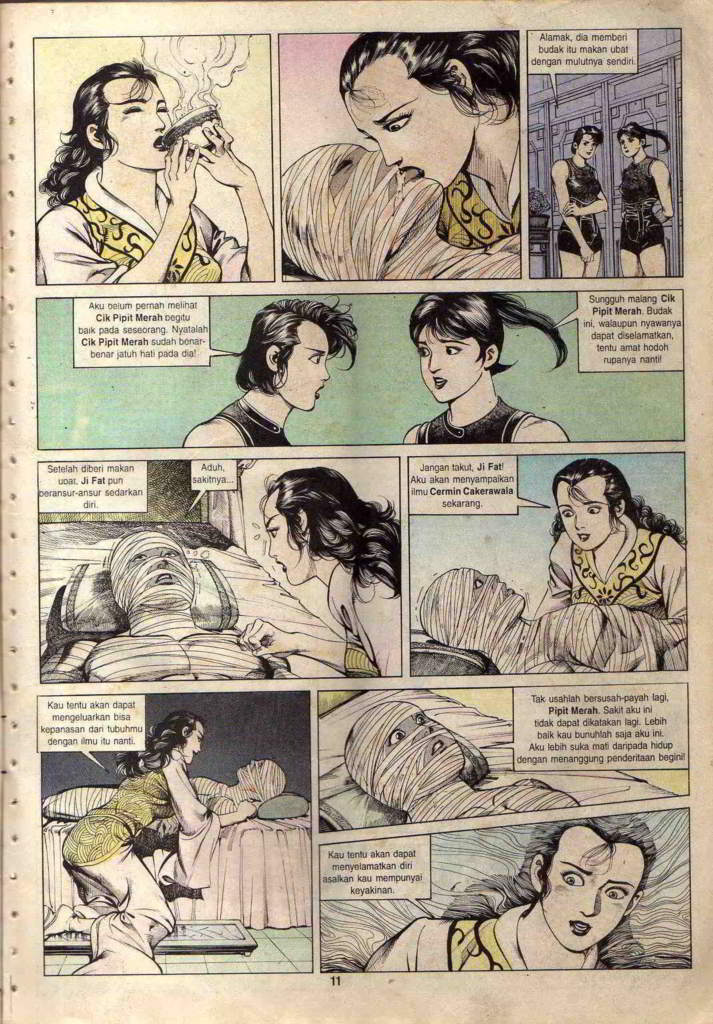 Alamak, dia memberi
budak itu makan ubat
dengan mulutnya sendiri.
Aku belum pernah melihat
Cik Pipit Merah begitu
baik pada seseorang. Nyatalah
Cik Pipit Merah sudah benar-
benar jatuh hati pada dia!
Sungguh malang Cik
Pipit Merah. Budak
ini, walaupun nyawanya
dapat diselamatkan,
tentu amat hodoh
rupanya nanti!
Setelah diberi makan
ubat, Ji Fat pun
beransur-ansur sedarkan
diri.
Aduh,
sakitnya...
Jangan takut, Ji Fat!
Aku akan menyampaikan
ilmu Cermin Cakerawala
sekarang.
Kau tentu akan dapat
mengeluarkan bisa
kepanasan dari tubuhmu
dengan ilmu itu nanti.
Tak usahlah bersusah-payah lagi,
Pipit Merah. Sakit aku ini
tidak dapat dikatakan lagi. Lebih
baik kau bunuhlah saja aku ini.
Aku lebih suka mati daripada hidup
dengan menanggung penderitaan begini!
Kau tentu akan dapat
menyelamatkan diri
asalkan kau mempunyai
keyakinan.
11